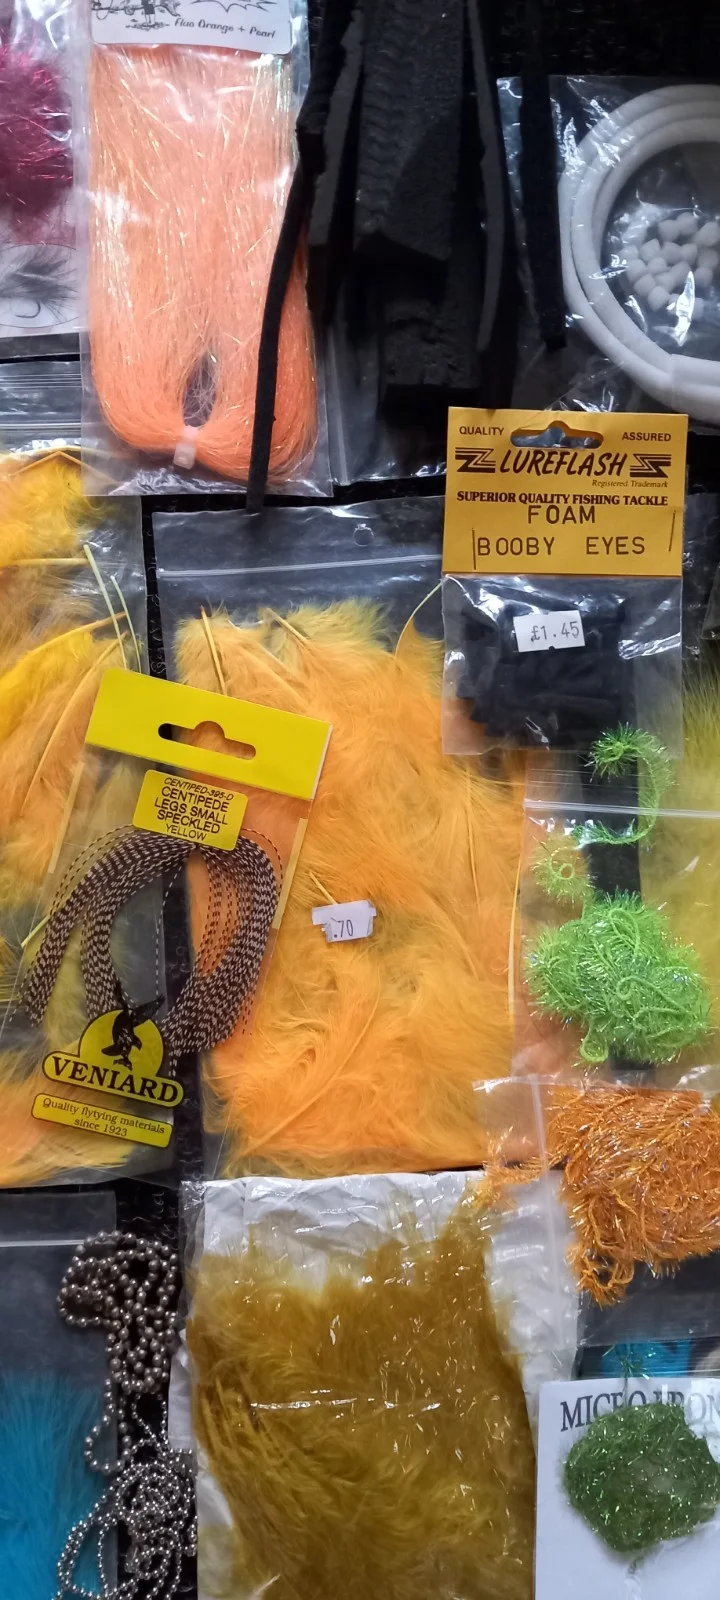 Fluo Orange + Pearl
QUALITY ASSURED
LUREFLASH
Registered Trademark
SUPERIOR QUALITY FISHING TACKLE
FOAM
BOOBY EYES
£1.45
CENTIPED-395-D
CENTIPEDE
LEGS SMALL
SPECKLED
YELLOW
.70
VENIARD
Quality flytying materials
since 1923